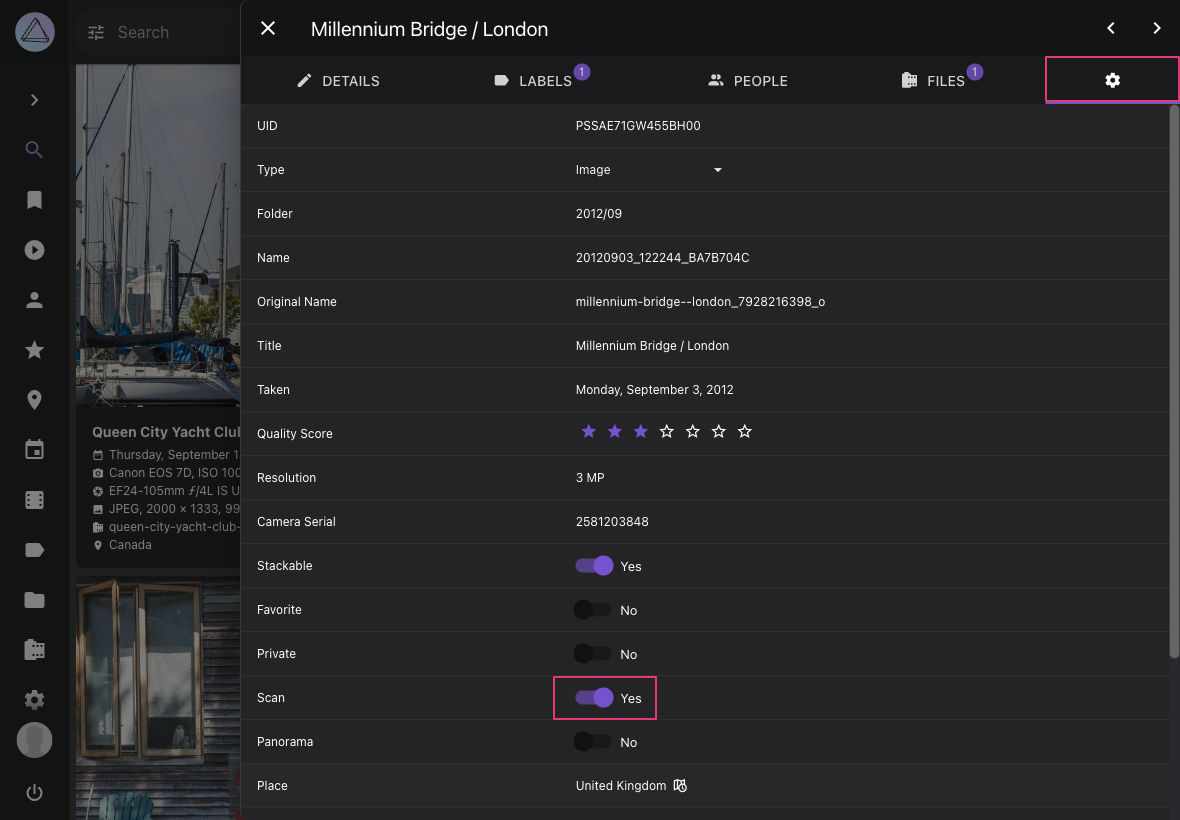 Search
Millennium Bridge / London
DETAILS
LABELS 1
PEOPLE
FILES 1
UID PSSAE71GW455BH00
Type Image
Folder 2012/09
Name 20120903_122244_BA7B704C
Original Name millennium-bridge--london_7928216398_o
Title Millennium Bridge / London
Taken Monday, September 3, 2012
Quality Score
Resolution 3 MP
Camera Serial 2581203848
Stackable Yes
Favorite No
Private No
Scan Yes
Panorama No
Place United Kingdom
Queen City Yacht Clu
Thursday, September 1
Canon EOS 7D, ISO 100
EF24-105mm ƒ/4L IS U
JPEG, 2000 × 1333, 99
queen-city-yacht-club-
Canada